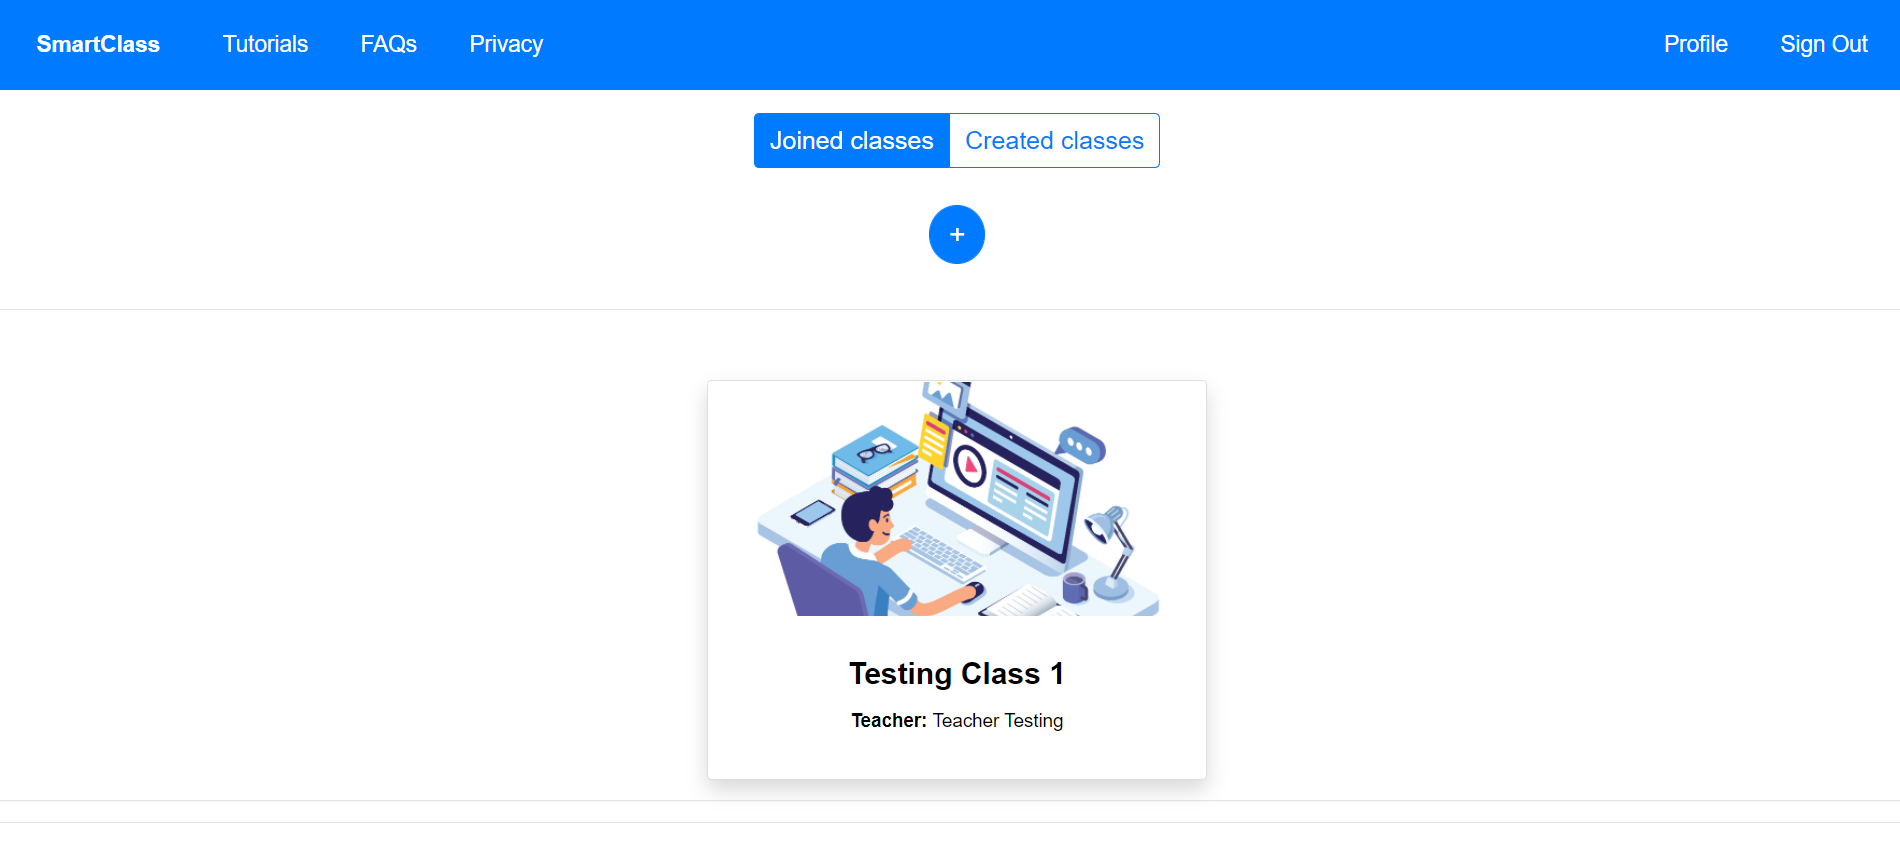 SmartClass Tutorials FAQs Privacy Profile Sign Out
Joined classes Created classes
+
Testing Class 1
Teacher: Teacher Testing